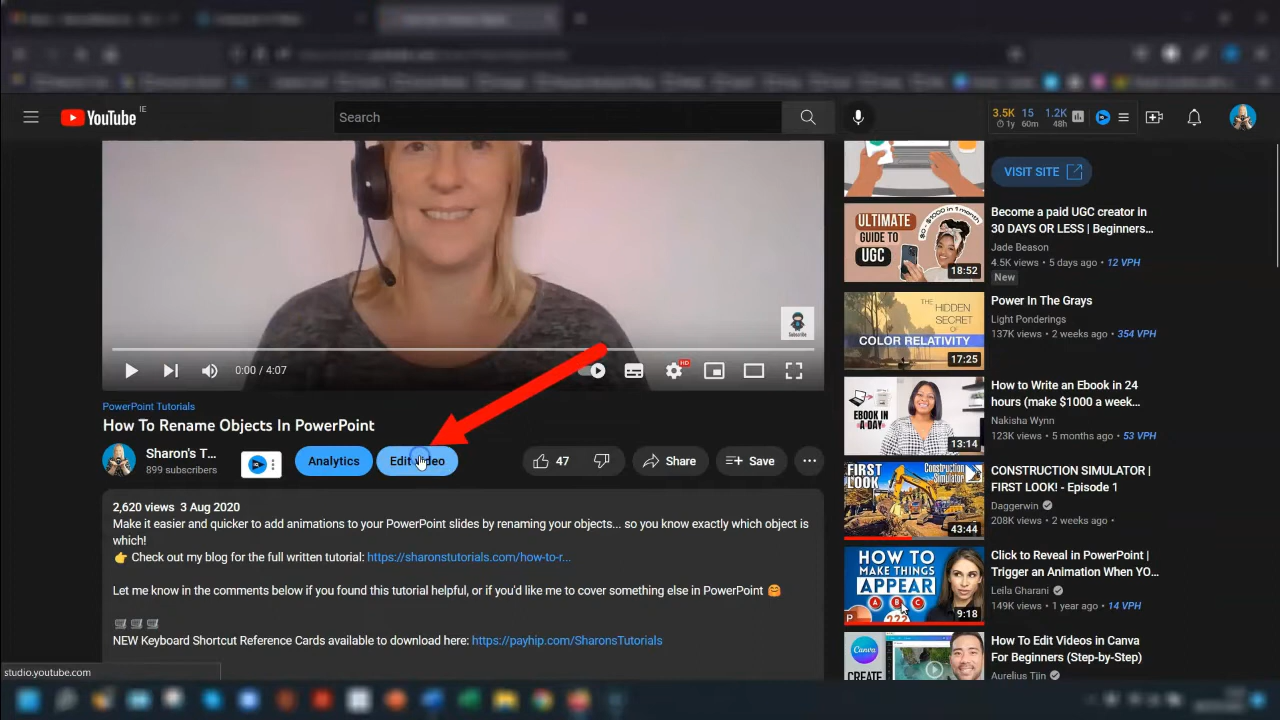 YouTube IE
Search
3.5K 15 1.2K
1y 60m 48h
VISIT SITE
ULTIMATE
GUIDE TO
UGC
$0 - $1000 in 1 month
18:52
Become a paid UGC creator in
30 DAYS OR LESS | Beginners…
Jade Beason
4.5K views • 5 days ago • 12 VPH
New
THE
HIDDEN
SECRET
OF
COLOR RELATIVITY
17:25
Power In The Grays
Light Ponderings
137K views • 2 weeks ago • 354 VPH
EBOOK
IN A
DAY
13:14
How to Write an Ebook in 24
hours (make $1000 a week…
Nakisha Wynn
123K views • 5 months ago • 53 VPH
FIRST
LOOK
Construction
Simulator
43:44
CONSTRUCTION SIMULATOR |
FIRST LOOK! - Episode 1
Daggerwin
208K views • 2 weeks ago •
HOW TO
MAKE THINGS
APPEAR
A B C
P
???
9:18
Click to Reveal in PowerPoint |
Trigger an Animation When YO…
Leila Gharani
149K views • 1 year ago • 14 VPH
Canva
CREATE
How To Edit Videos in Canva
For Beginners (Step-by-Step)
Aurelius Tjin
Subscribe
0:00 / 4:07
HD
PowerPoint Tutorials
How To Rename Objects In PowerPoint
Sharon's T...
899 subscribers
Analytics
Edit video
47
Share
Save
2,620 views 3 Aug 2020
Make it easier and quicker to add animations to your PowerPoint slides by renaming your objects... so you know exactly which object is
which!
👉 Check out my blog for the full written tutorial: https://sharonstutorials.com/how-to-r...
Let me know in the comments below if you found this tutorial helpful, or if you'd like me to cover something else in PowerPoint 🤗
NEW Keyboard Shortcut Reference Cards available to download here: https://payhip.com/SharonsTutorials
studio.youtube.com